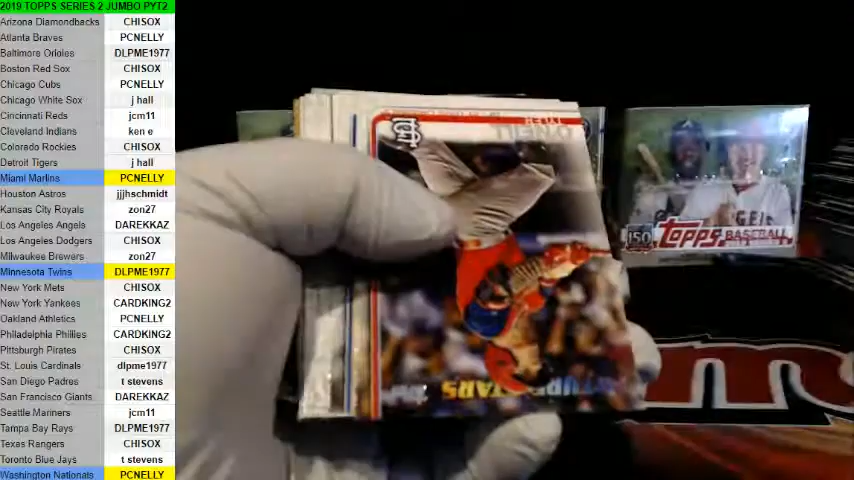 2019 TOPPS SERIES 2 JUMBO PYT2
Arizona Diamondbacks CHISOX
Atlanta Braves PCNELLY
Baltimore Orioles DLPME1977
Boston Red Sox CHISOX
Chicago Cubs PCNELLY
Chicago White Sox j hall
Cincinnati Reds jcm11
Cleveland Indians ken e
Colorado Rockies CHISOX
Detroit Tigers j hall
Miami Marlins PCNELLY
Houston Astros jjjhschmidt
Kansas City Royals zon27
Los Angeles Angels DAREKKAZ
Los Angeles Dodgers CHISOX
Milwaukee Brewers zon27
Minnesota Twins DLPME1977
New York Mets CHISOX
New York Yankees CARDKING2
Oakland Athletics PCNELLY
Philadelphia Phillies CARDKING2
Pittsburgh Pirates CHISOX
St. Louis Cardinals dlpme1977
San Diego Padres t stevens
San Francisco Giants DAREKKAZ
Seattle Mariners jcm11
Tampa Bay Rays DLPME1977
Texas Rangers CHISOX
Toronto Blue Jays t stevens
Washington Nationals PCNELLY
TYLER
O'NEILL
FUTURE STARS
150
topps BASEBALL